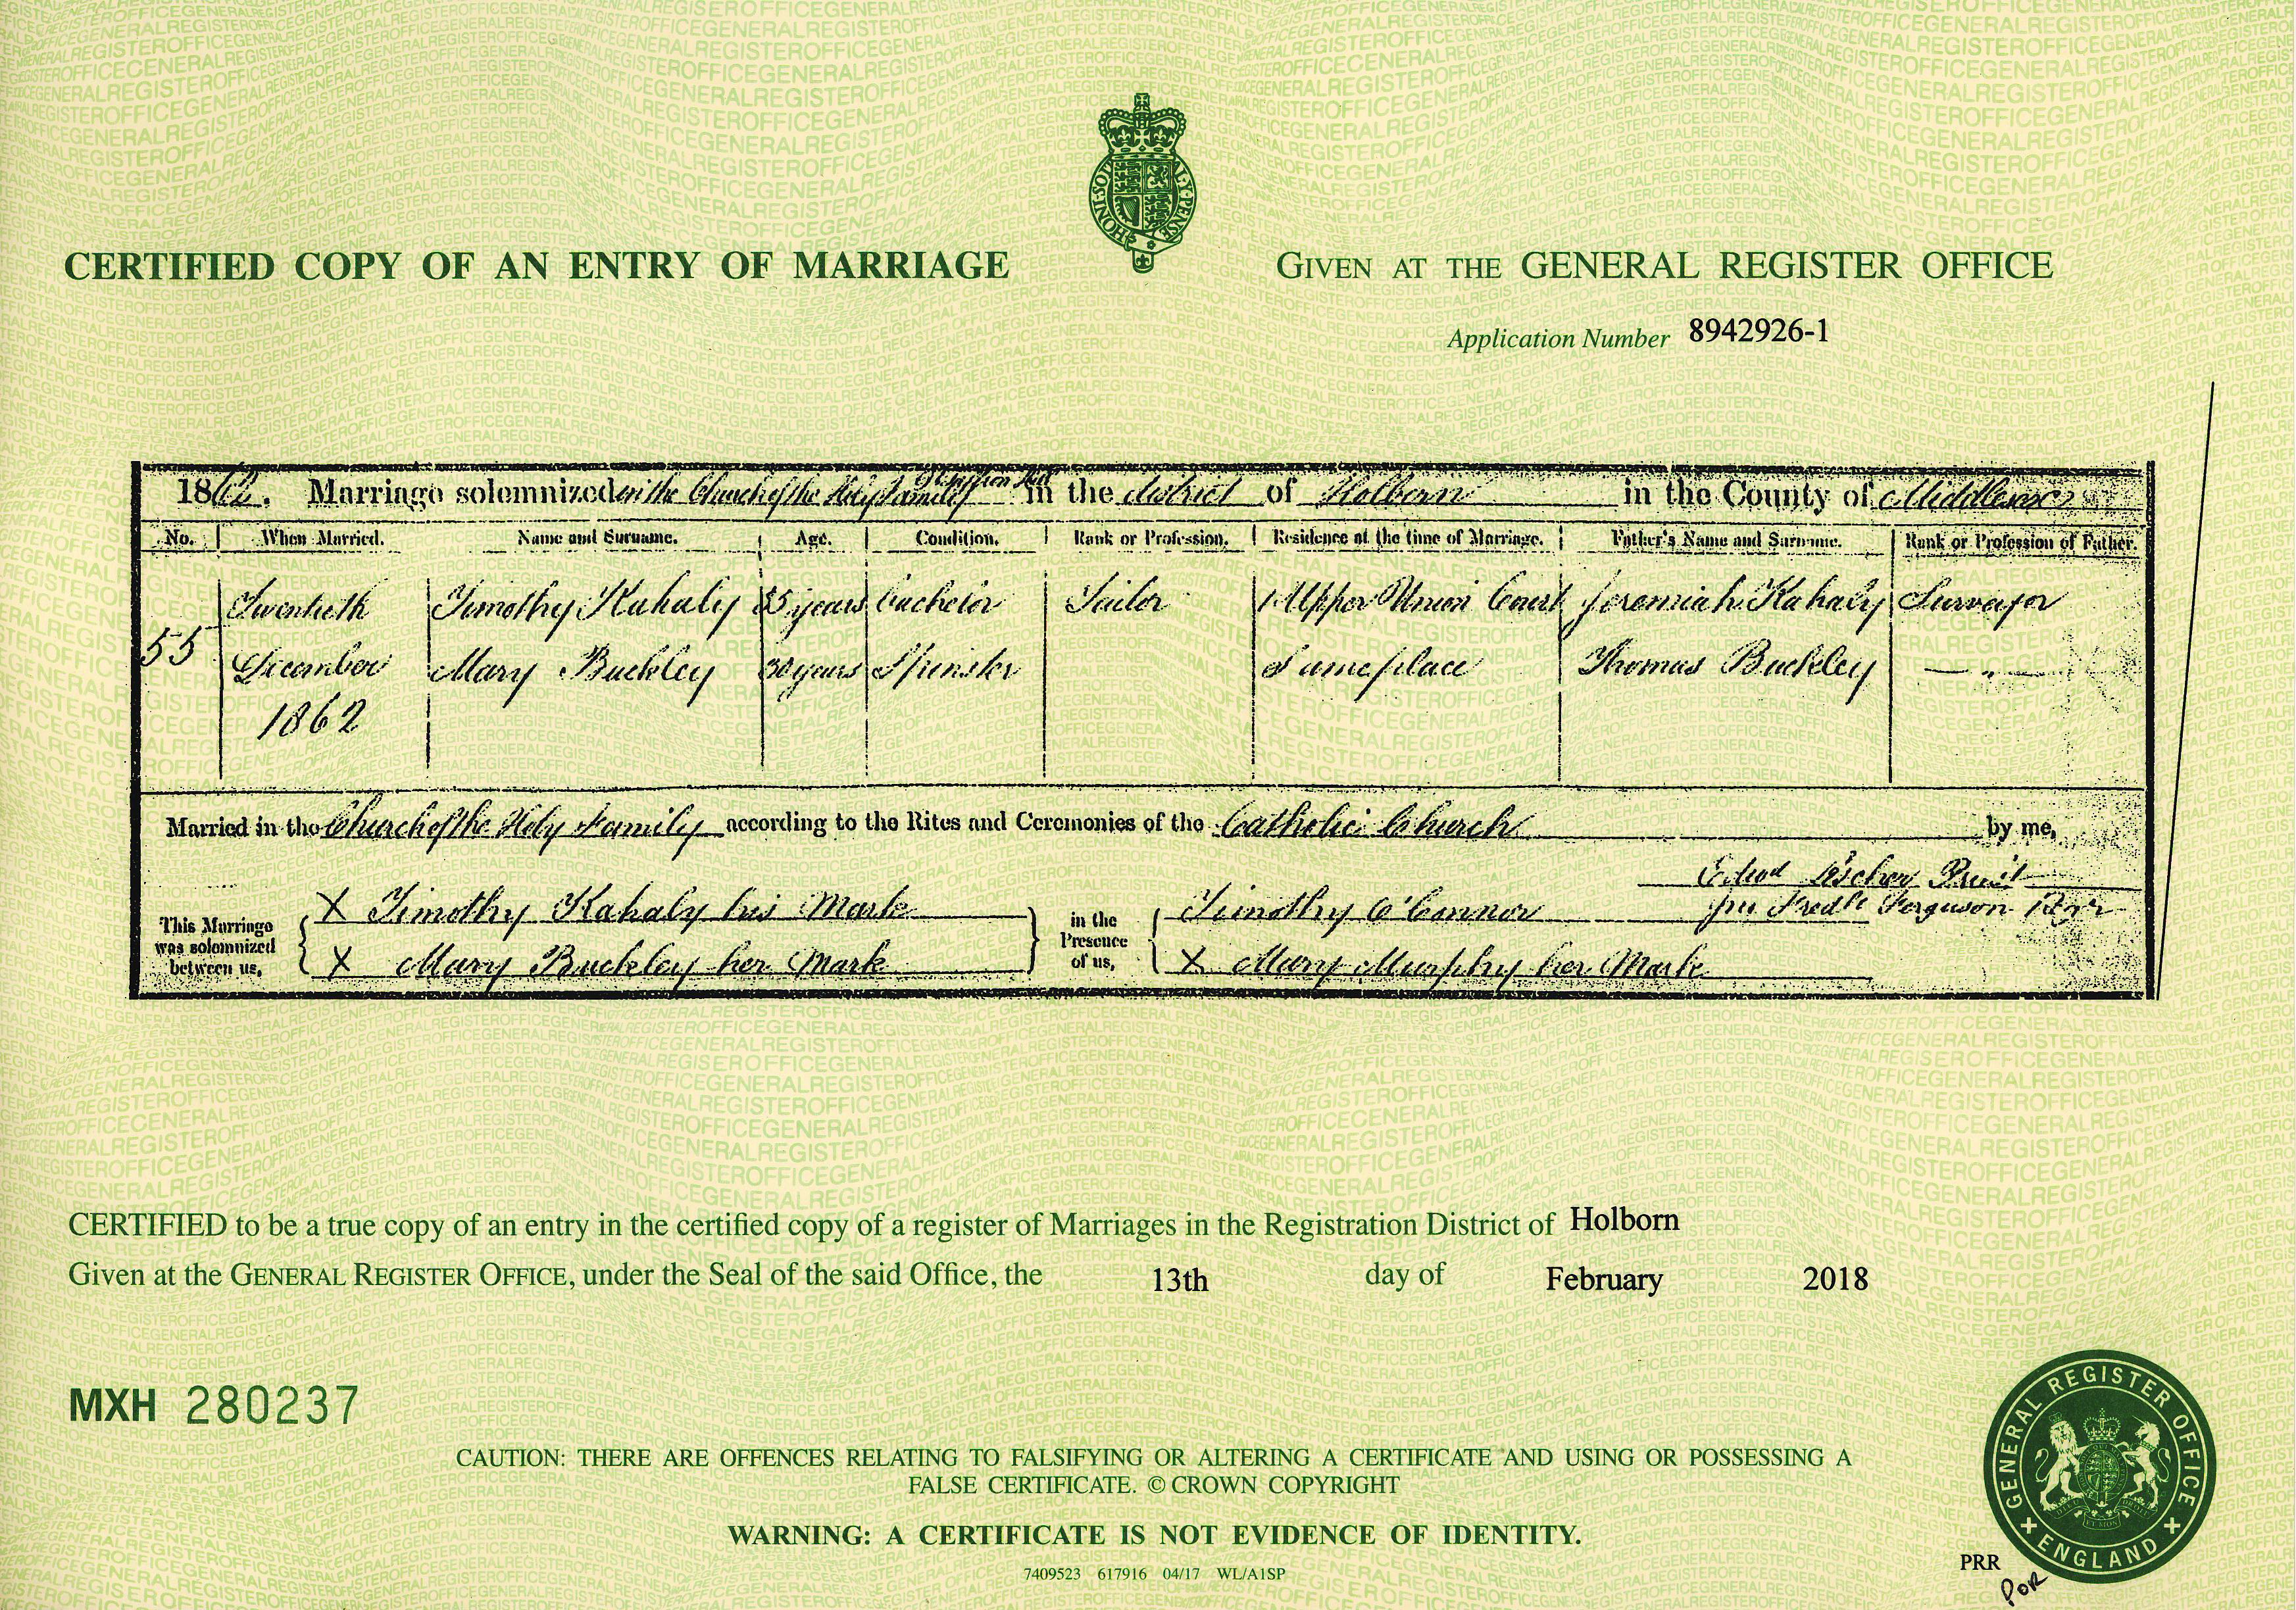 HONI·SOIT·Q AL·Y·PENSE
CERTIFIED COPY OF AN ENTRY OF MARRIAGE
GIVEN AT THE GENERAL REGISTER OFFICE
Application Number 8942926-1
1862. Marriage solemnized in the Church of the Holy Family Saffron Hill in the district of Holborn in the County of Middlesex
No. When Married. Name and Surname. Age. Condition. Rank or Profession. Residence at the time of Marriage. Father's Name and Surname. Rank or Profession of Father.
Twentieth Timothy Kahaly 35 years bachelor Tailor 1 Upper Union Court Jeremiah Kahaly Surveyor
55 December Mary Buckley 30 years Spinster Same place Thomas Buckley — " —
1862
Married in the Church of the Holy Family according to the Rites and Ceremonies of the Catholic Church by me,
Priest
This Marriage was solemnized between us,
X Timothy Kahaly his Mark
X Mary Buckley her Mark
in the Presence of us,
Timothy O'Connor
X Mary Murphy her Mark
Fredk Ferguson
CERTIFIED to be a true copy of an entry in the certified copy of a register of Marriages in the Registration District of Holborn
Given at the GENERAL REGISTER OFFICE, under the Seal of the said Office, the 13th day of February 2018
MXH 280237
CAUTION: THERE ARE OFFENCES RELATING TO FALSIFYING OR ALTERING A CERTIFICATE AND USING OR POSSESSING A
FALSE CERTIFICATE. © CROWN COPYRIGHT
WARNING: A CERTIFICATE IS NOT EVIDENCE OF IDENTITY.
7409523 617916 04/17 WL/A1SP
GENERAL REGISTER OFFICE
ENGLAND
PRR
POR